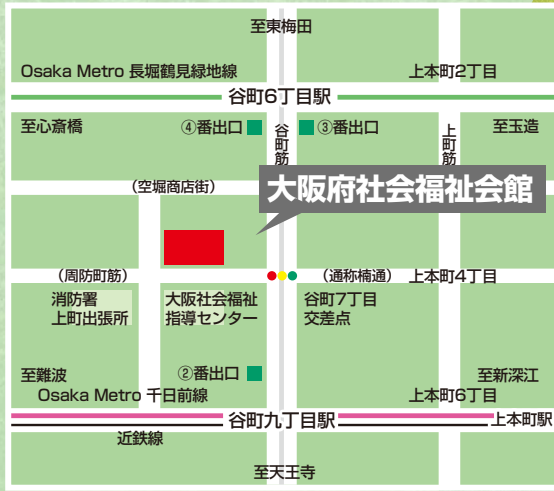 至東梅田
Osaka Metro 長堀鶴見緑地線
上本町2丁目
谷町6丁目駅
至心斎橋
④番出口
谷町筋
③番出口
上町筋
至玉造
(空堀商店街)
大阪府社会福祉会館
(周防町筋)
(通称楠通)
上本町4丁目
消防署
上町出張所
大阪社会福祉
指導センター
谷町7丁目
交差点
②番出口
至難波
至新深江
Osaka Metro 千日前線
上本町6丁目
谷町九丁目駅
上本町駅
近鉄線
至天王寺